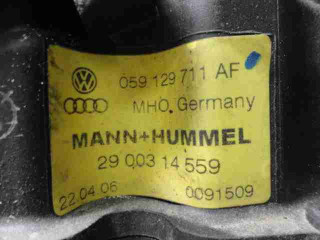 059 129 711 AF
MHO, Germany
MANN+HUMMEL
29 003 14 559
22.04.06 0091509